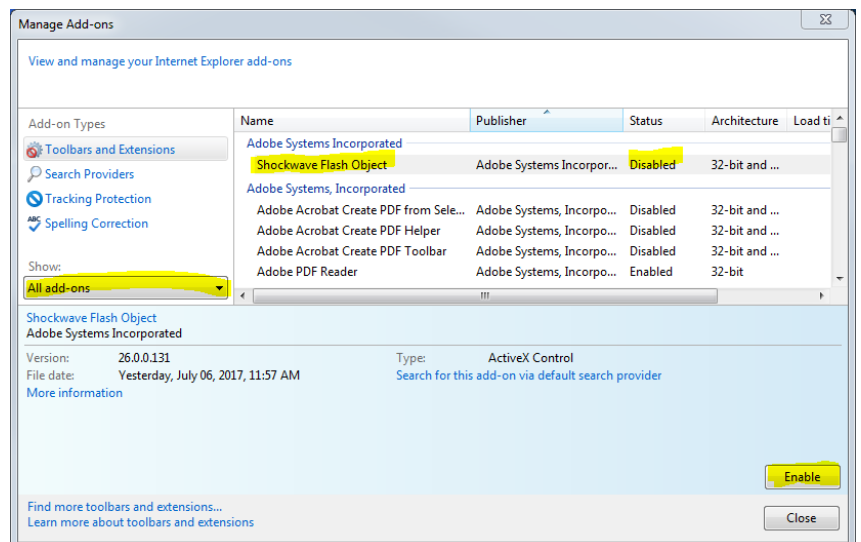 Manage Add-ons
View and manage your Internet Explorer add-ons
Add-on Types
Toolbars and Extensions
Search Providers
Tracking Protection
ABC Spelling Correction
Show:
All add-ons
Name Publisher Status Architecture Load ti
Adobe Systems Incorporated
Shockwave Flash Object Adobe Systems Incorpor... Disabled 32-bit and ...
Adobe Systems, Incorporated
Adobe Acrobat Create PDF from Sele... Adobe Systems, Incorpo... Disabled 32-bit and ...
Adobe Acrobat Create PDF Helper Adobe Systems, Incorpo... Disabled 32-bit and ...
Adobe Acrobat Create PDF Toolbar Adobe Systems, Incorpo... Disabled 32-bit and ...
Adobe PDF Reader Adobe Systems, Incorpo... Enabled 32-bit
Shockwave Flash Object
Adobe Systems Incorporated
Version: 26.0.0.131 Type: ActiveX Control
File date: Yesterday, July 06, 2017, 11:57 AM Search for this add-on via default search provider
More information
Enable
Find more toolbars and extensions...
Learn more about toolbars and extensions
Close